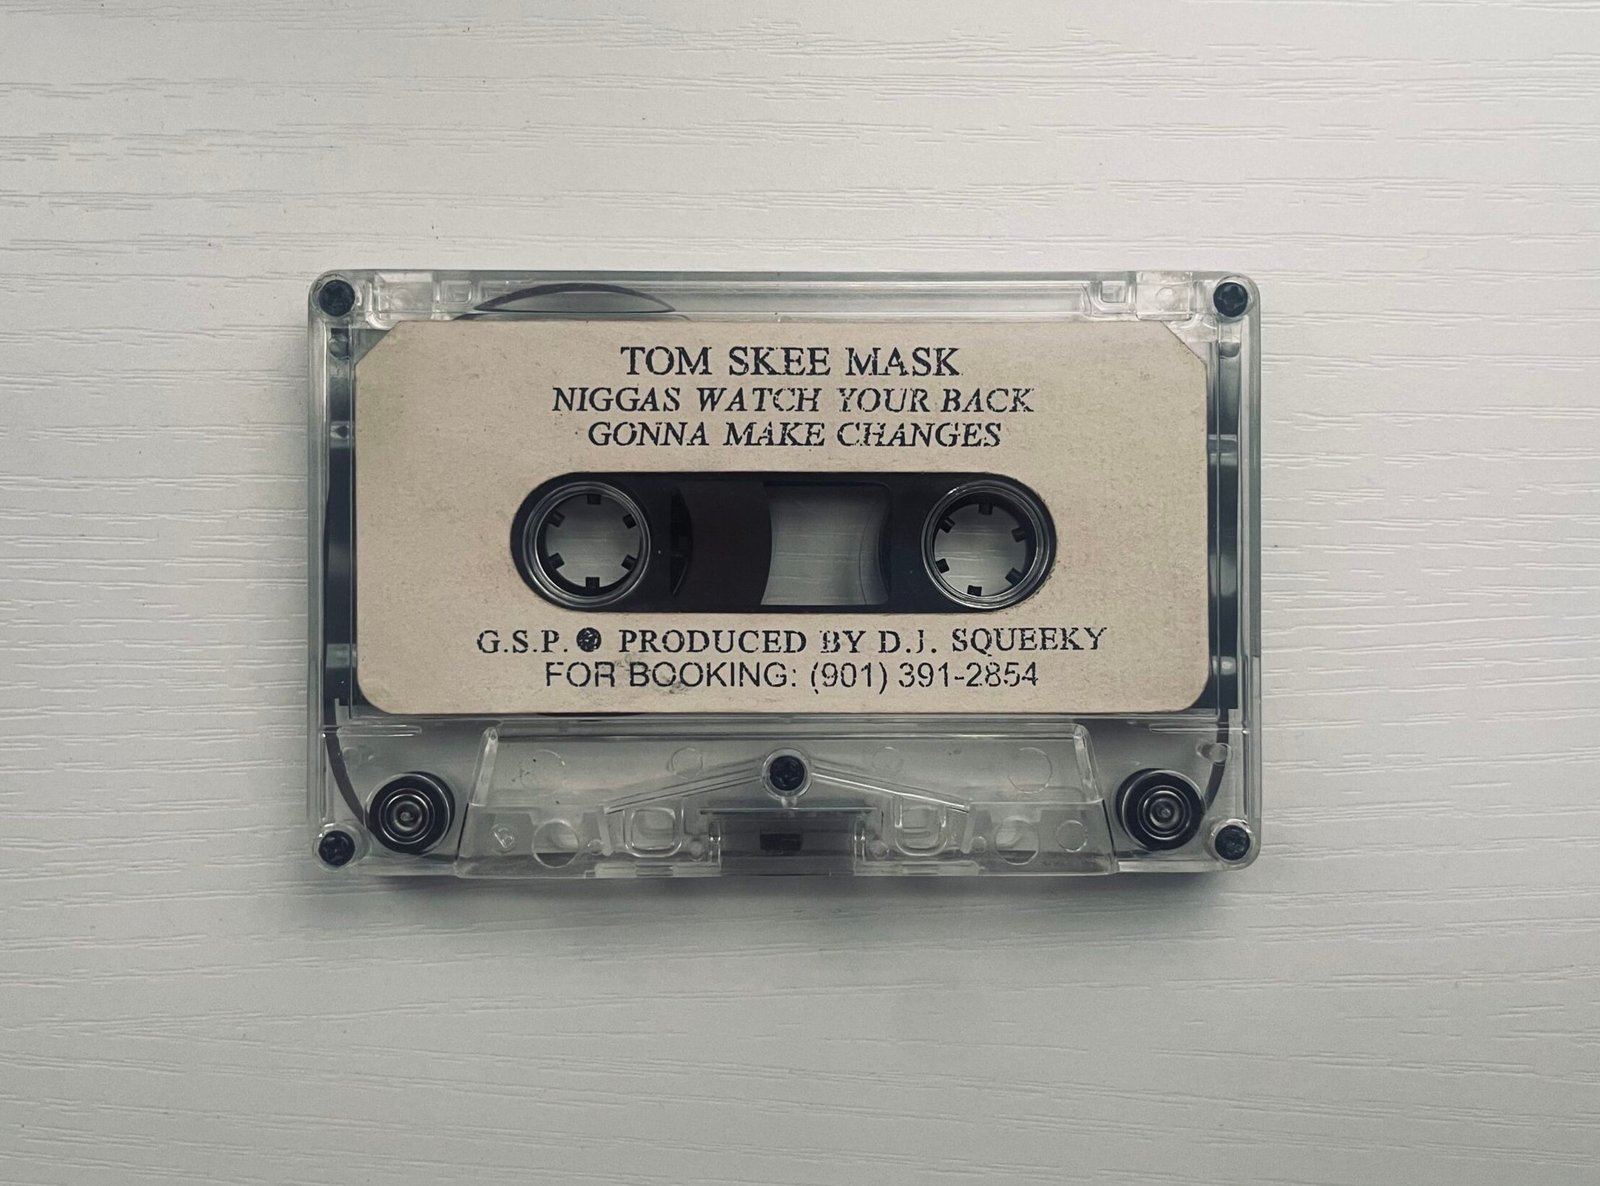 TOM SKEE MASK
NIGGAS WATCH YOUR BACK
GONNA MAKE CHANGES
G.S.P. PRODUCED BY D.J. SQUEEKY
FOR BOOKING: (901) 391-2854